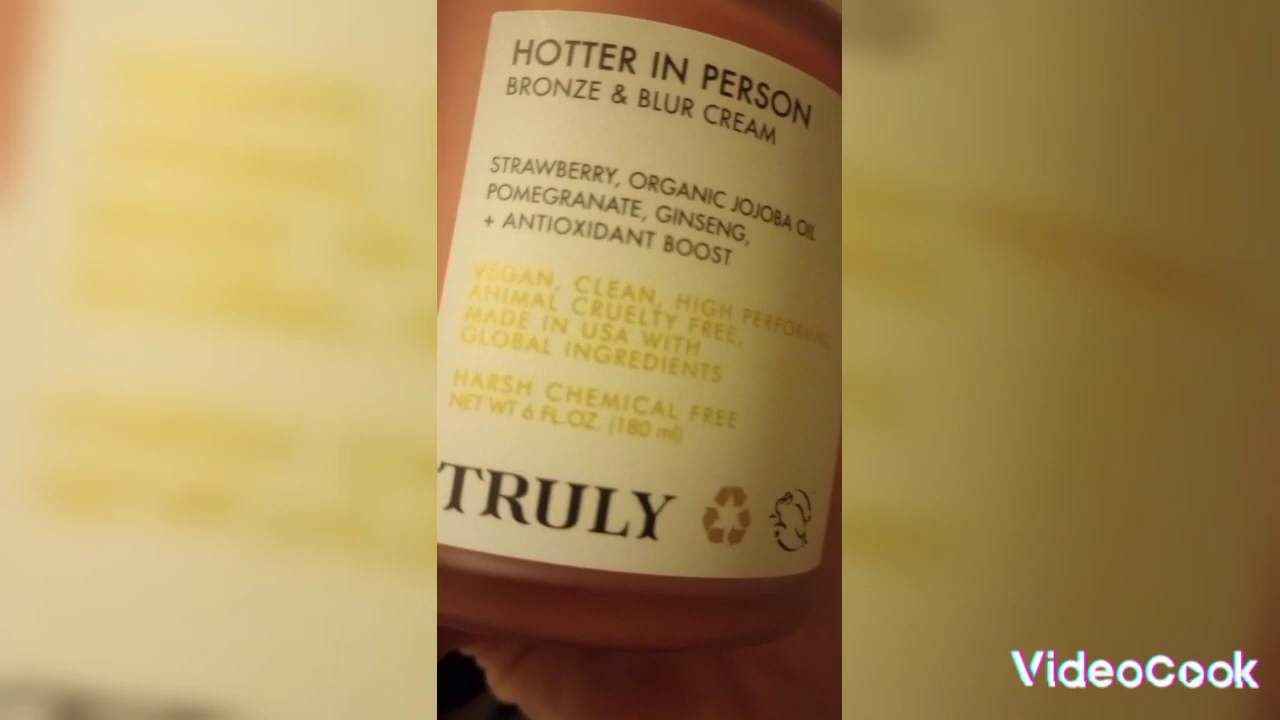 HOTTER IN PERSON
BRONZE & BLUR CREAM
STRAWBERRY, ORGANIC JOJOBA OIL
POMEGRANATE, GINSENG,
+ ANTIOXIDANT BOOST
VEGAN, CLEAN, HIGH PERFORMING
ANIMAL CRUELTY FREE.
MADE IN USA WITH
GLOBAL INGREDIENTS
HARSH CHEMICAL FREE
NET WT 6 FL.OZ. (180 ml)
TRULY
VideoCook